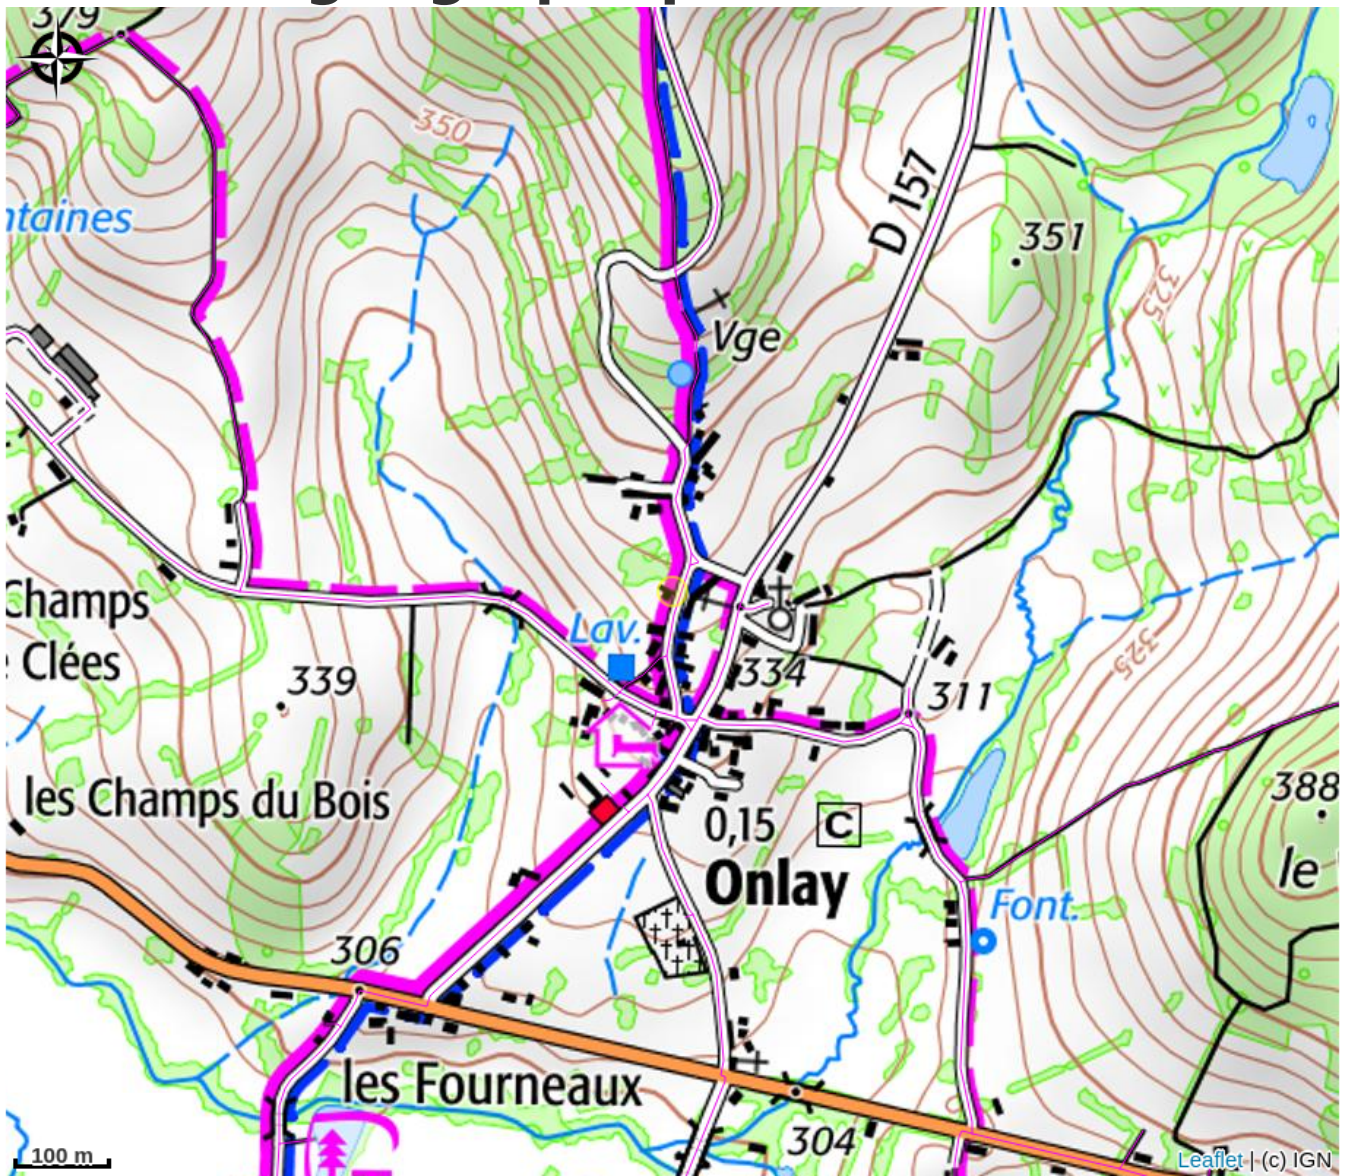 379
350
ntaines
D 157
351
325
Vge
Champs
Clées
Lav.
339
334
311
325
les Champs du Bois
0,15
C
Onlay
388
le
Font.
306
les Fourneaux
304
100 m
Leaflet | (c) IGN